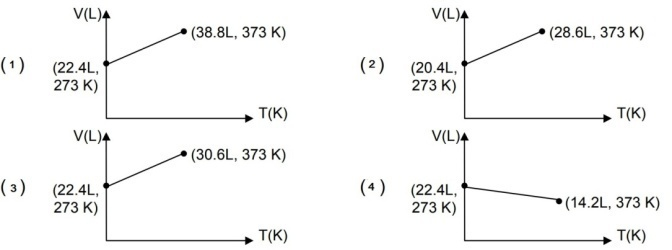 V(L)
(38.8L, 373 K)
(1)
(22.4L,
273 K)
T(K)
V(L)
(28.6L, 373 K)
(2)
(20.4L,
273 K)
T(K)
V(L)
(30.6L, 373 K)
(3)
(22.4L,
273 K)
T(K)
V(L)
(4)
(22.4L,
273 K)
(14.2L, 373 K)
T(K)